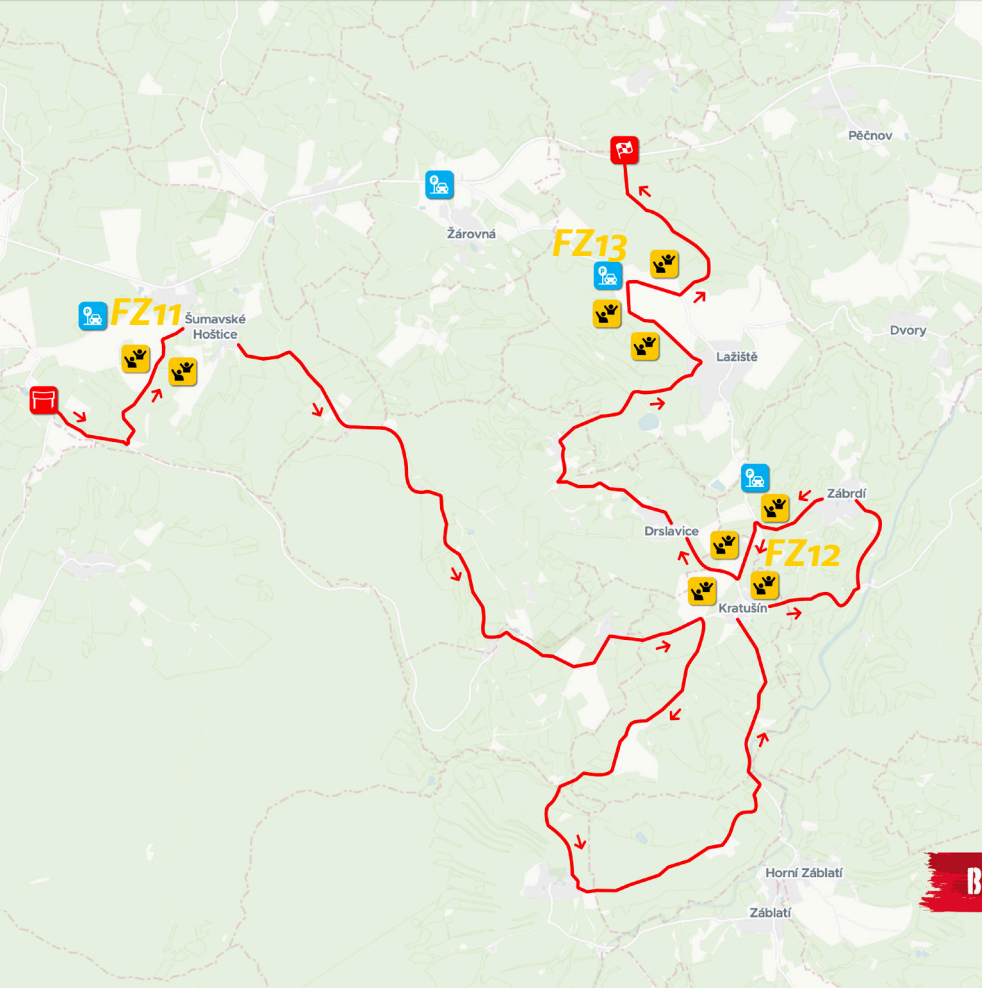 Pěčnov
Žárovná
FZ13
FZ11
Šumavské
Hoštice
Dvory
Lažiště
Zábrdí
Drslavice
FZ12
Kratušín
Horní Záblatí
B
Záblatí